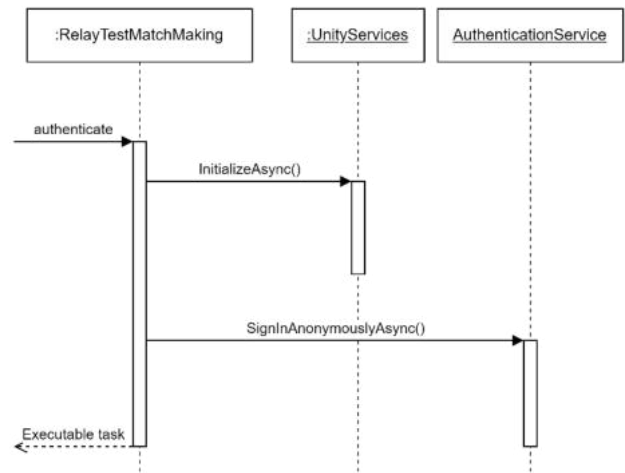 :RelayTestMatchMaking
:UnityServices
AuthenticationService
authenticate
InitializeAsync()
SignInAnonymouslyAsync()
Executable task